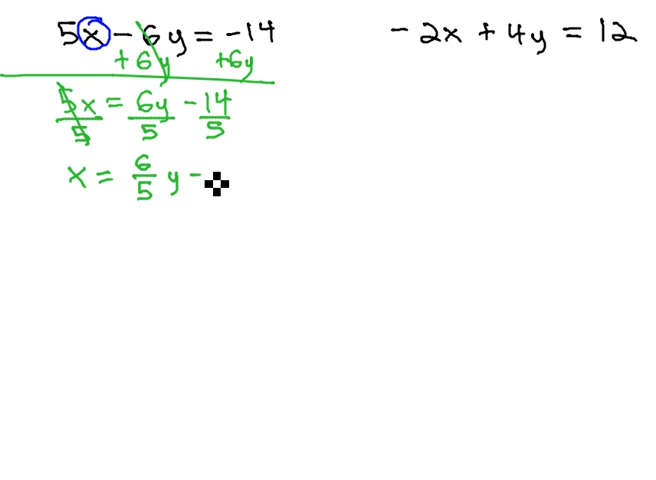 5x - 6y = -14
-2x + 4y = 12
+6y +6y
5x/5 = 6y/5 - 14/5
x = 6/5 y -